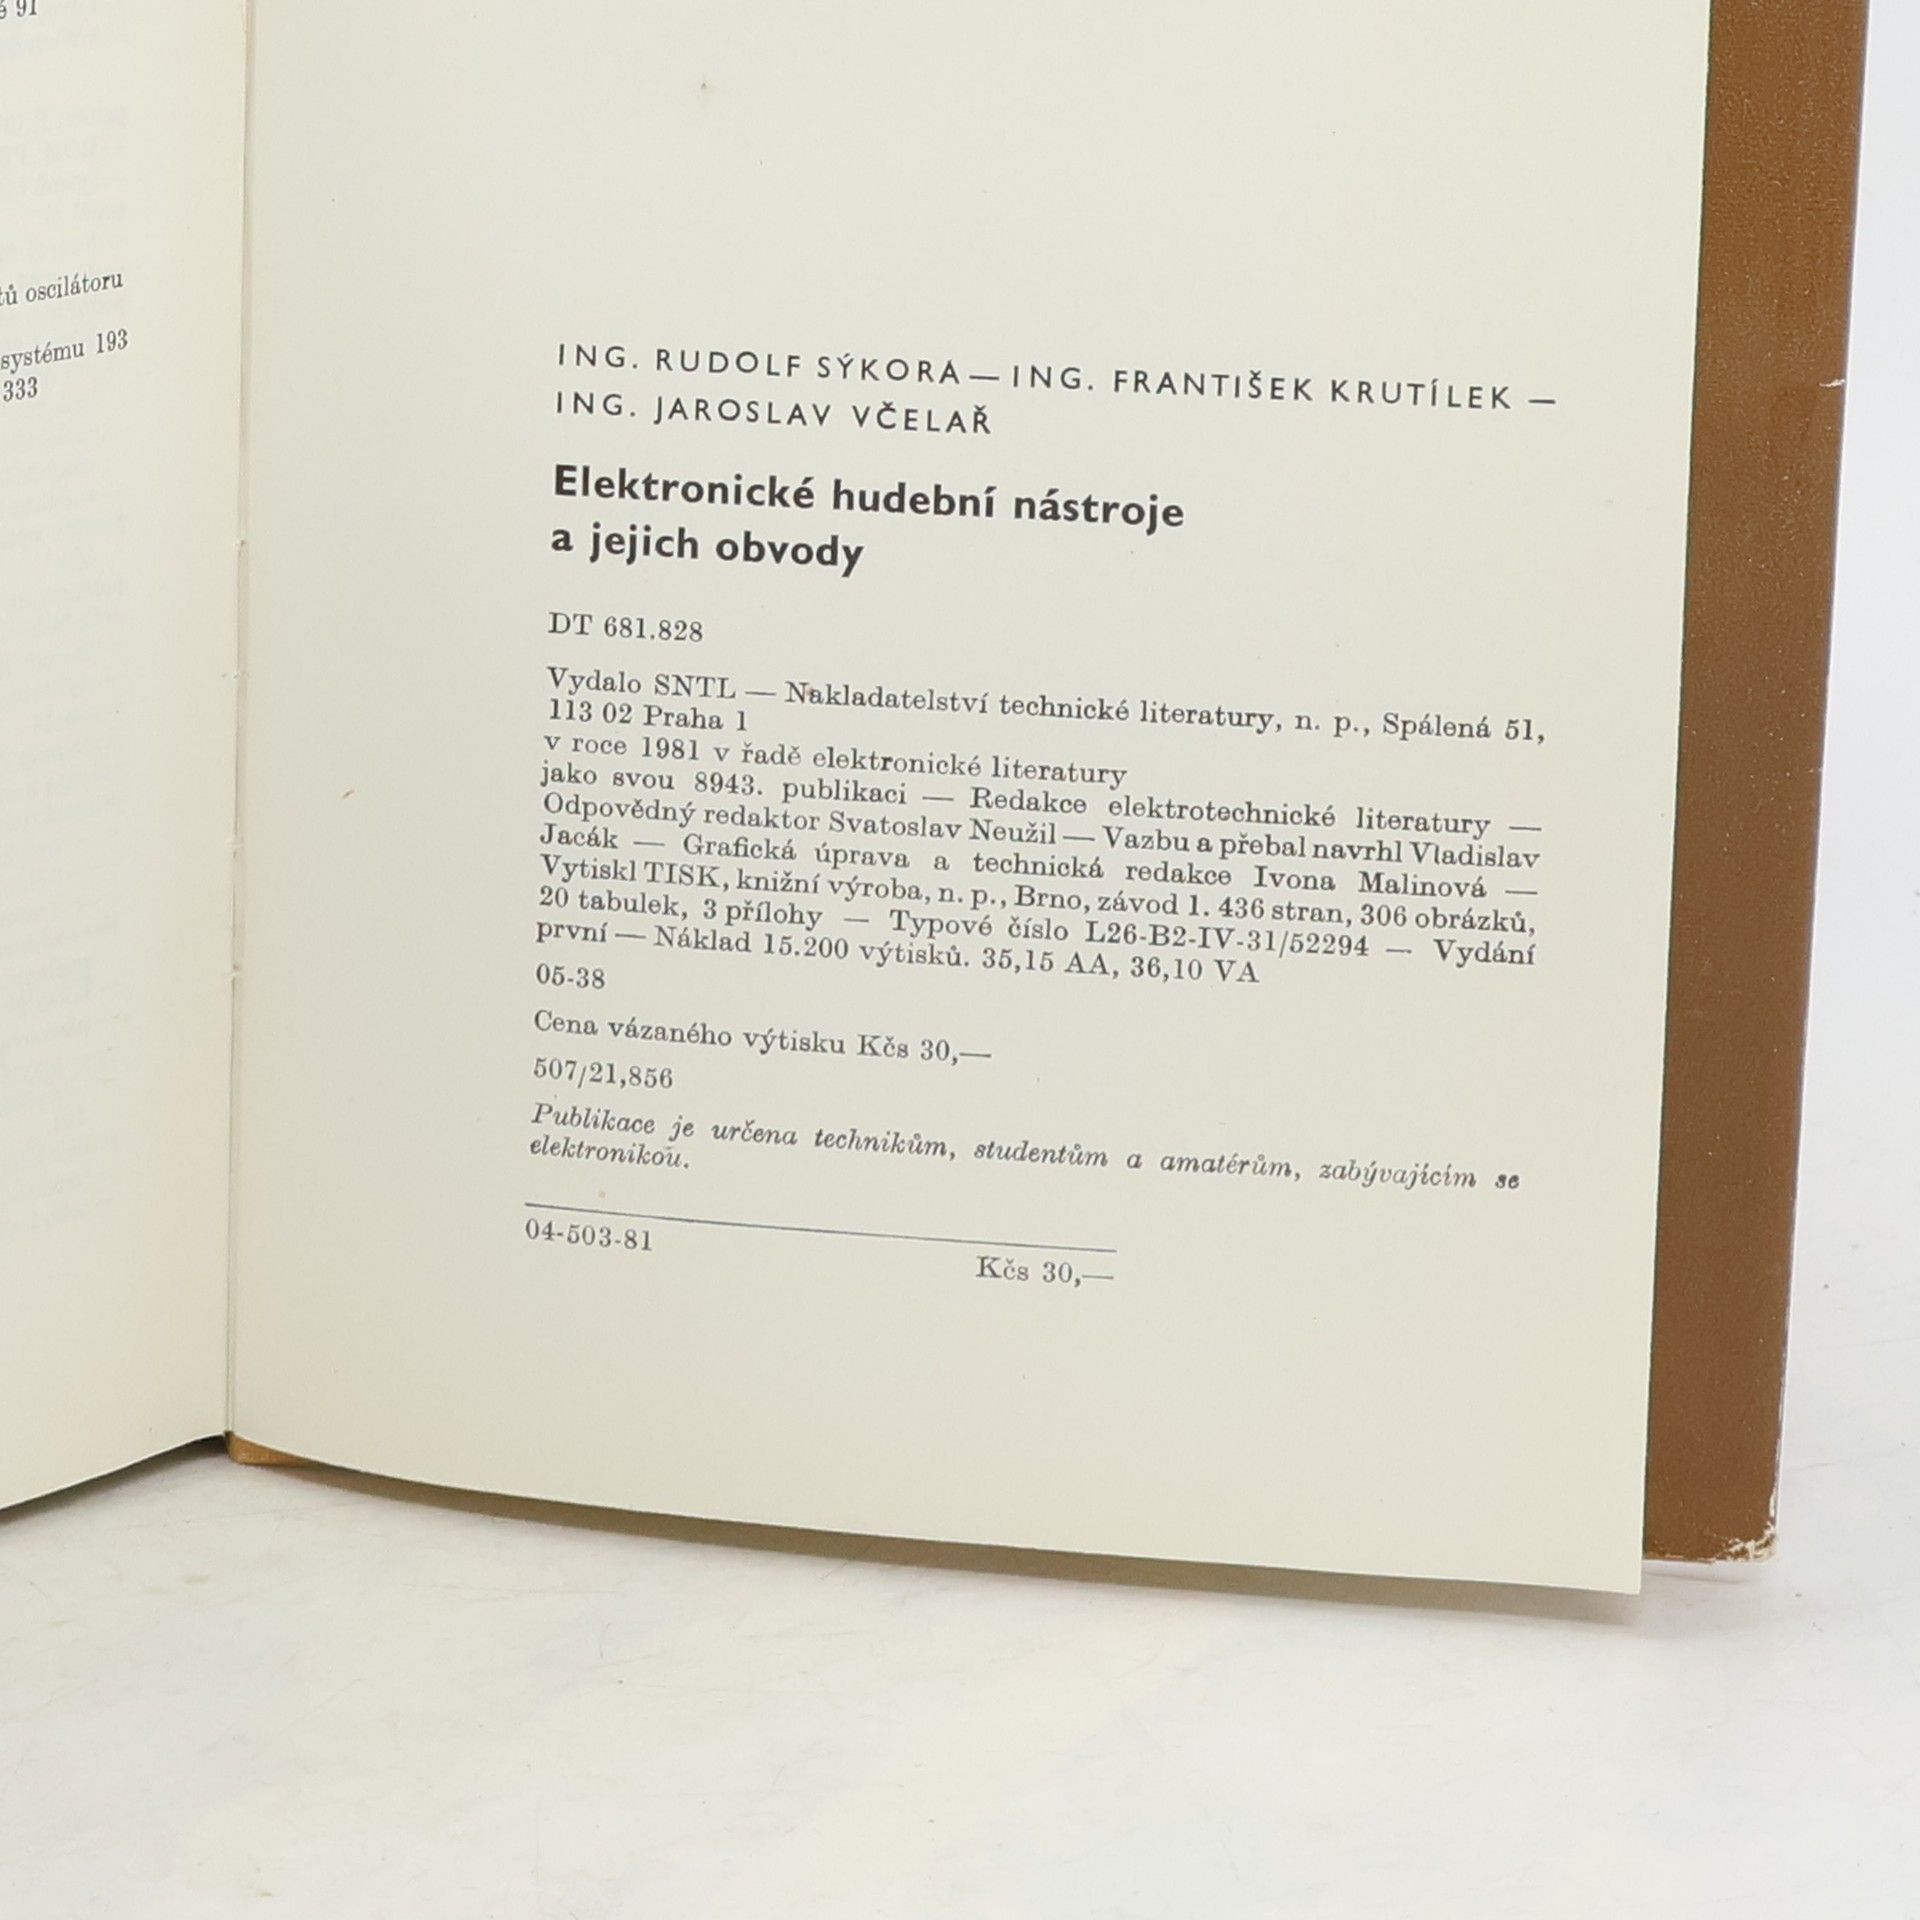 91
oscilátoru
systému 193
333
ING. RUDOLF SÝKORA — ING. FRANTIŠEK KRUTÍLEK —
ING. JAROSLAV VČELAŘ
Elektronické hudební nástroje
a jejich obvody
DT 681.828
Vydalo SNTL — Nakladatelství technické literatury, n. p., Spálená 51,
113 02 Praha 1
v roce 1981 v řadě elektronické literatury
jako svou 8943. publikaci — Redakce elektrotechnické literatury —
Odpovědný redaktor Svatoslav Neužil — Vazbu a přebal navrhl Vladislav
Jacák — Grafická úprava a technická redakce Ivona Malinová —
Vytiskl TISK, knižní výroba, n. p., Brno, závod 1. 436 stran, 306 obrázků,
20 tabulek, 3 přílohy — Typové číslo L26-B2-IV-31/52294 — Vydání
první — Náklad 15.200 výtisků. 35,15 AA, 36,10 VA
05-38
Cena vázaného výtisku Kčs 30,—
507/21,856
Publikace je určena technikům, studentům a amatérům, zabývajícím se
elektronikou.
04-503-81
Kčs 30,—